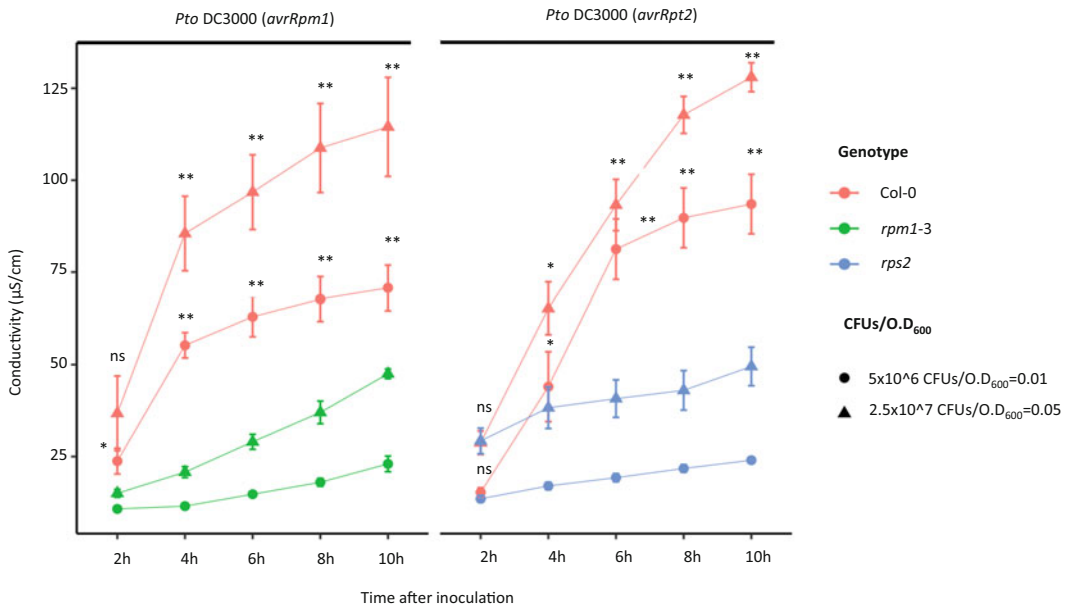 Pto DC3000 (avrRpm1)
Pto DC3000 (avrRpt2)
Conductivity (µS/cm)
125
100
75
50
25
ns
*
**
**
**
**
**
**
**
**
2h
4h
6h
8h
10h
ns
ns
*
*
**
**
**
**
**
**
2h
4h
6h
8h
10h
Time after inoculation
Genotype
Col-0
rpm1-3
rps2
CFUs/O.D600
5x10^6 CFUs/O.D600=0.01
2.5x10^7 CFUs/O.D600=0.05